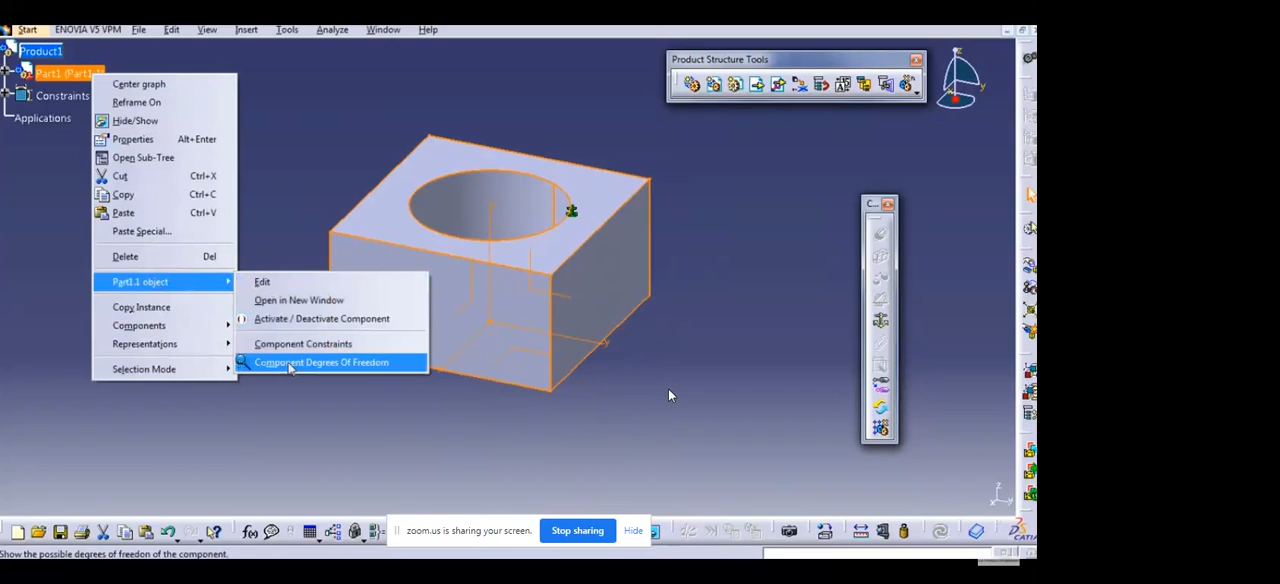 Start ENOVIA V5 VPM File Edit View Insert Tools Analyze Window Help
Product1
Part1 (Part1.1)
Constraints
Applications
Center graph
Reframe On
Hide/Show
Properties Alt+Enter
Open Sub-Tree
Cut Ctrl+X
Copy Ctrl+C
Paste Ctrl+V
Paste Special...
Delete Del
Part1.1 object
Copy Instance
Components
Representations
Selection Mode
Edit
Open in New Window
Activate / Deactivate Component
Component Constraints
Component Degrees Of Freedom
Product Structure Tools
C...
z
y
y
z
y
f(x)
zoom.us is sharing your screen. Stop sharing Hide
CATIA
Show the possible degrees of freedom of the component.